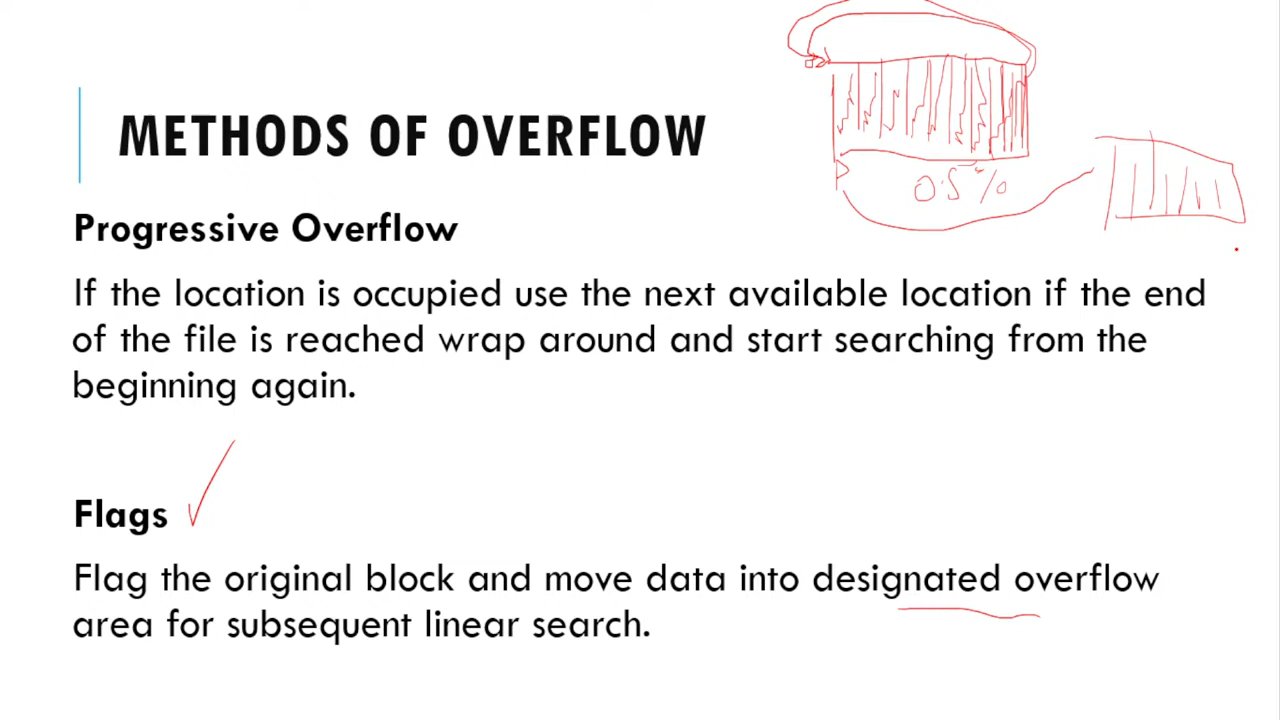 METHODS OF OVERFLOW
0.5%
Progressive Overflow
If the location is occupied use the next available location if the end
of the file is reached wrap around and start searching from the
beginning again.
Flags
Flag the original block and move data into designated overflow
area for subsequent linear search.